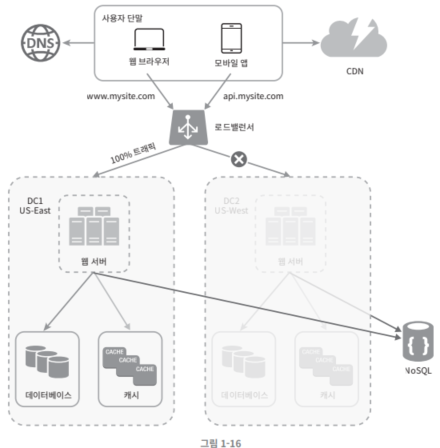 사용자 단말
DNS
웹 브라우저
모바일 앱
CDN
www.mysite.com
api.mysite.com
로드밸런서
100% 트래픽
DC1
US-East
DC2
US-West
웹 서버
웹 서버
CACHE
CACHE
CACHE
CACHE
CACHE
CACHE
데이터베이스
캐시
데이터베이스
캐시
{ }
NoSQL
그림 1-16